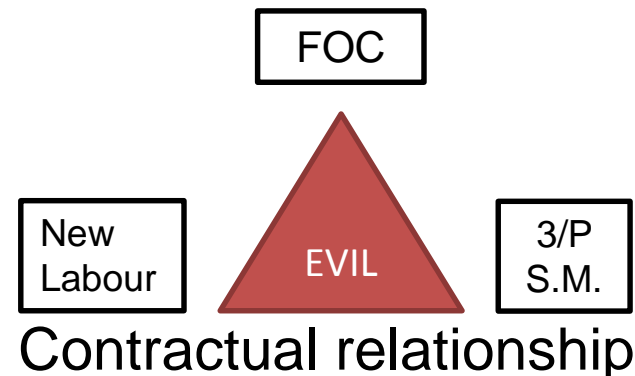 FOC
New
Labour
EVIL
3/P
S.M.
Contractual relationship